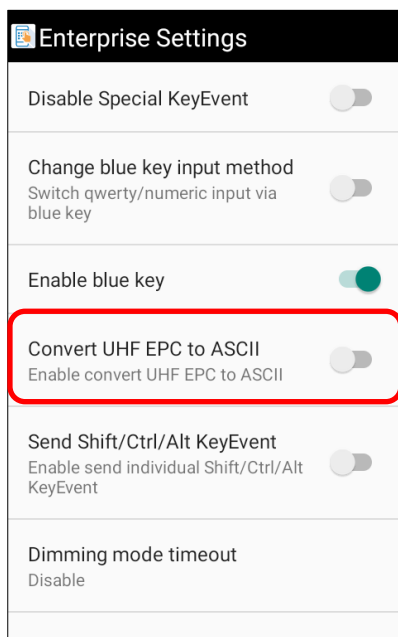 Enterprise Settings
Disable Special KeyEvent
Change blue key input method
Switch qwerty/numeric input via
blue key
Enable blue key
Convert UHF EPC to ASCII
Enable convert UHF EPC to ASCII
Send Shift/Ctrl/Alt KeyEvent
Enable send individual Shift/Ctrl/Alt
KeyEvent
Dimming mode timeout
Disable